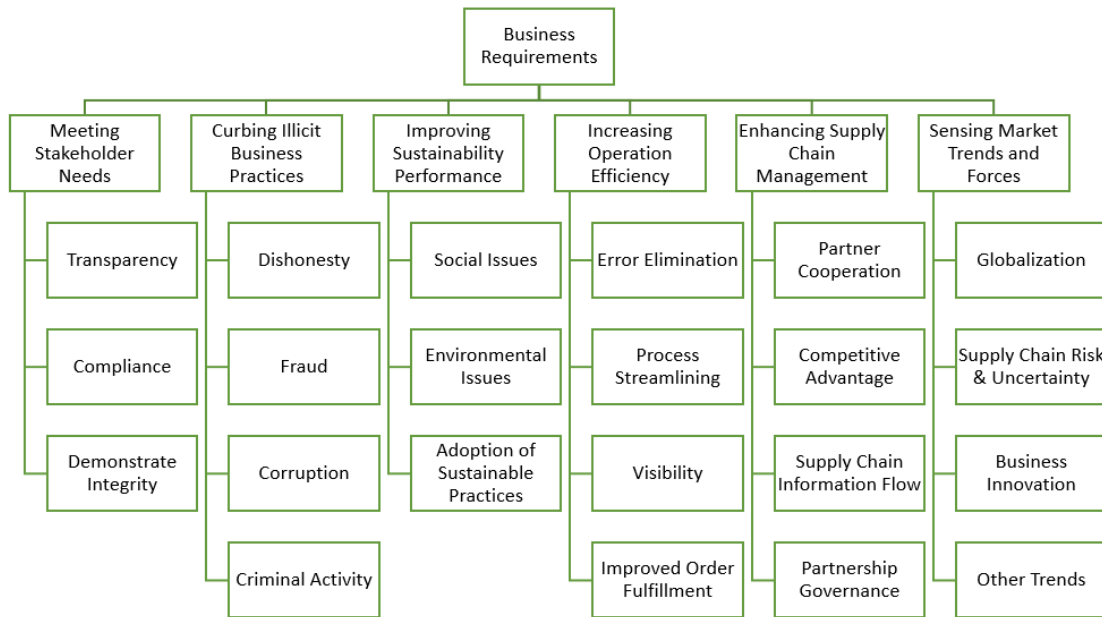 Business
Requirements
Meeting
Stakeholder
Needs
Curbing Illicit
Business
Practices
Improving
Sustainability
Performance
Increasing
Operation
Efficiency
Enhancing Supply
Chain
Management
Sensing Market
Trends and
Forces
Transparency
Compliance
Demonstrate
Integrity
Dishonesty
Fraud
Corruption
Criminal Activity
Social Issues
Environmental
Issues
Adoption of
Sustainable
Practices
Error Elimination
Process
Streamlining
Visibility
Improved Order
Fulfillment
Partner
Cooperation
Competitive
Advantage
Supply Chain
Information Flow
Partnership
Governance
Globalization
Supply Chain Risk
& Uncertainty
Business
Innovation
Other Trends